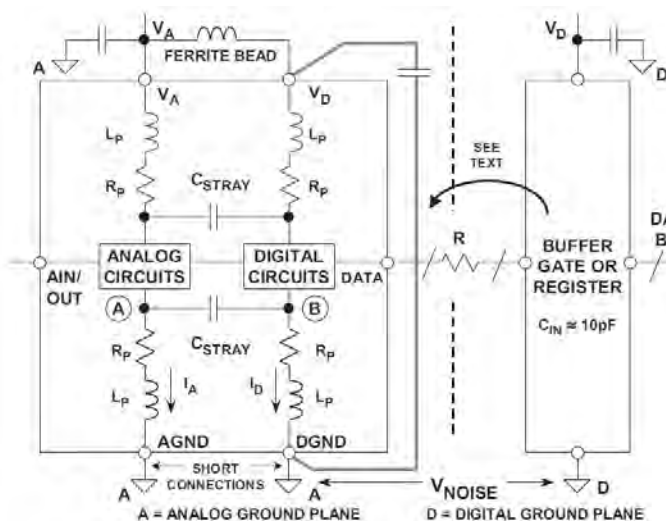 VA
VD
A
FERRITE BEAD
D
VA
VD
LP
LP
SEE
TEXT
RP
CSTRAY
RP
R
ANALOG
CIRCUITS
DIGITAL
CIRCUITS
DATA
BUFFER
GATE OR
REGISTER
AIN/
OUT
A
B
CIN ≈ 10pF
RP
CSTRAY
RP
LP
IA
ID
LP
AGND
DGND
SHORT
CONNECTIONS
A
A
VNOISE
D
A = ANALOG GROUND PLANE
D = DIGITAL GROUND PLANE